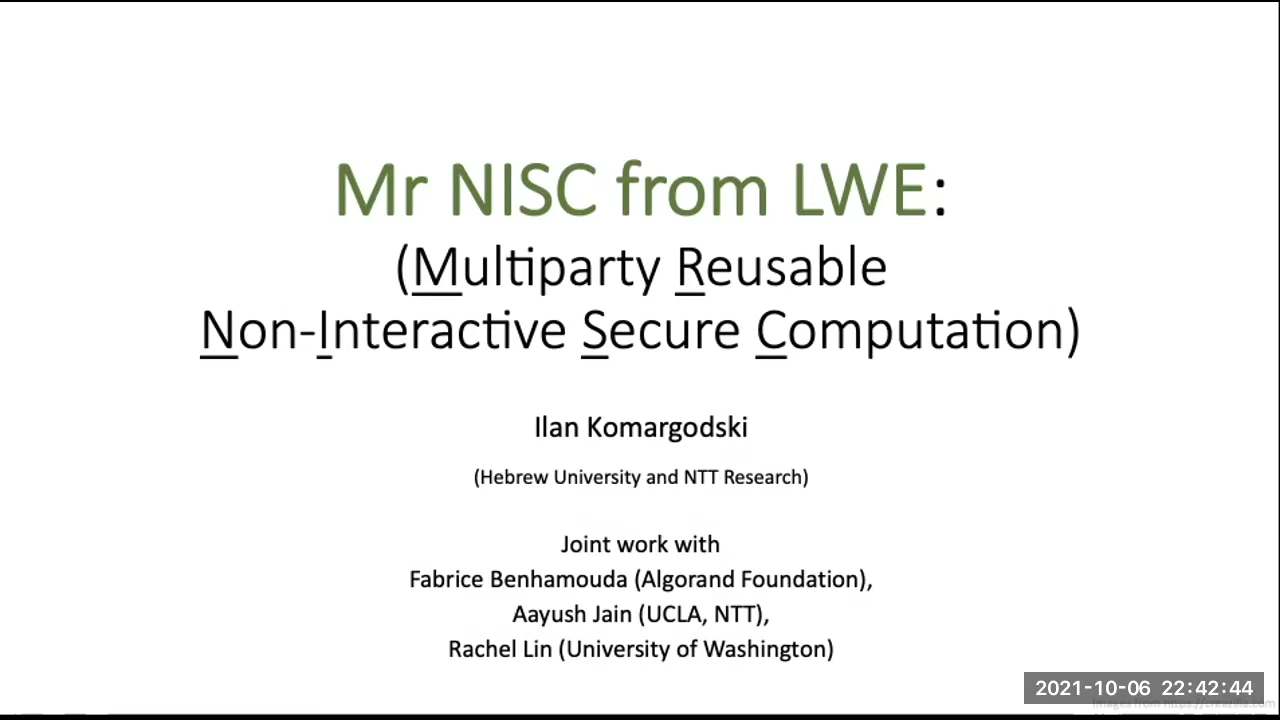 Mr NISC from LWE:
(Multiparty Reusable
Non-Interactive Secure Computation)
Ilan Komargodski
(Hebrew University and NTT Research)
Joint work with
Fabrice Benhamouda (Algorand Foundation),
Aayush Jain (UCLA, NTT),
Rachel Lin (University of Washington)
2021-10-06 22:42:44